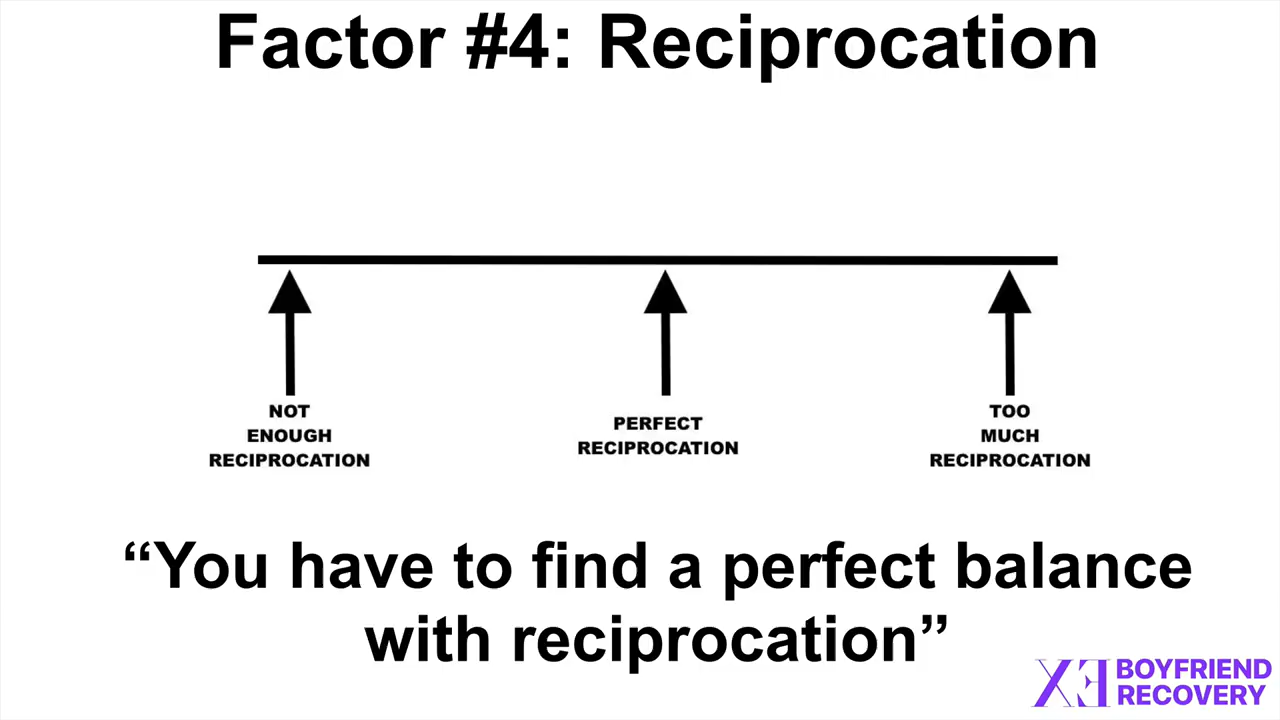 Factor #4: Reciprocation
NOT
ENOUGH
RECIPROCATION
PERFECT
RECIPROCATION
TOO
MUCH
RECIPROCATION
“You have to find a perfect balance
with reciprocation”
EX BOYFRIEND
RECOVERY